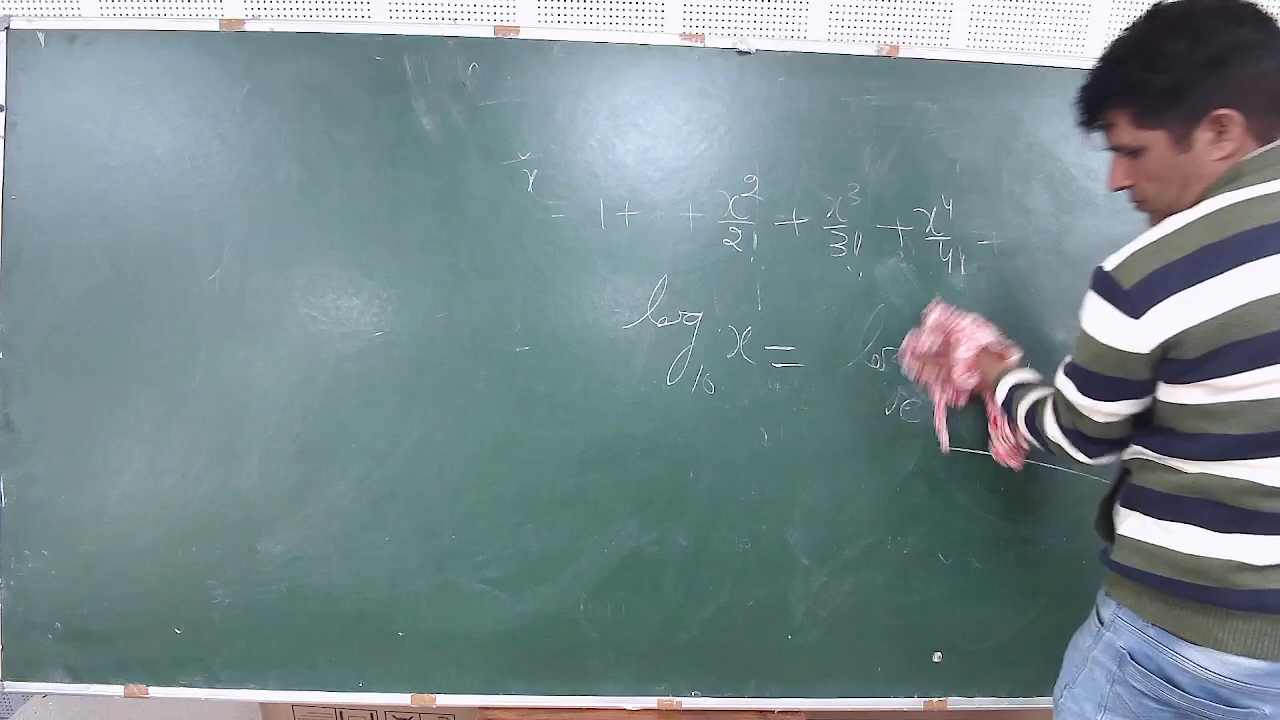 x = 1 + + x²/2! + x³/3! + x⁴/4! +
log₁₀ x =